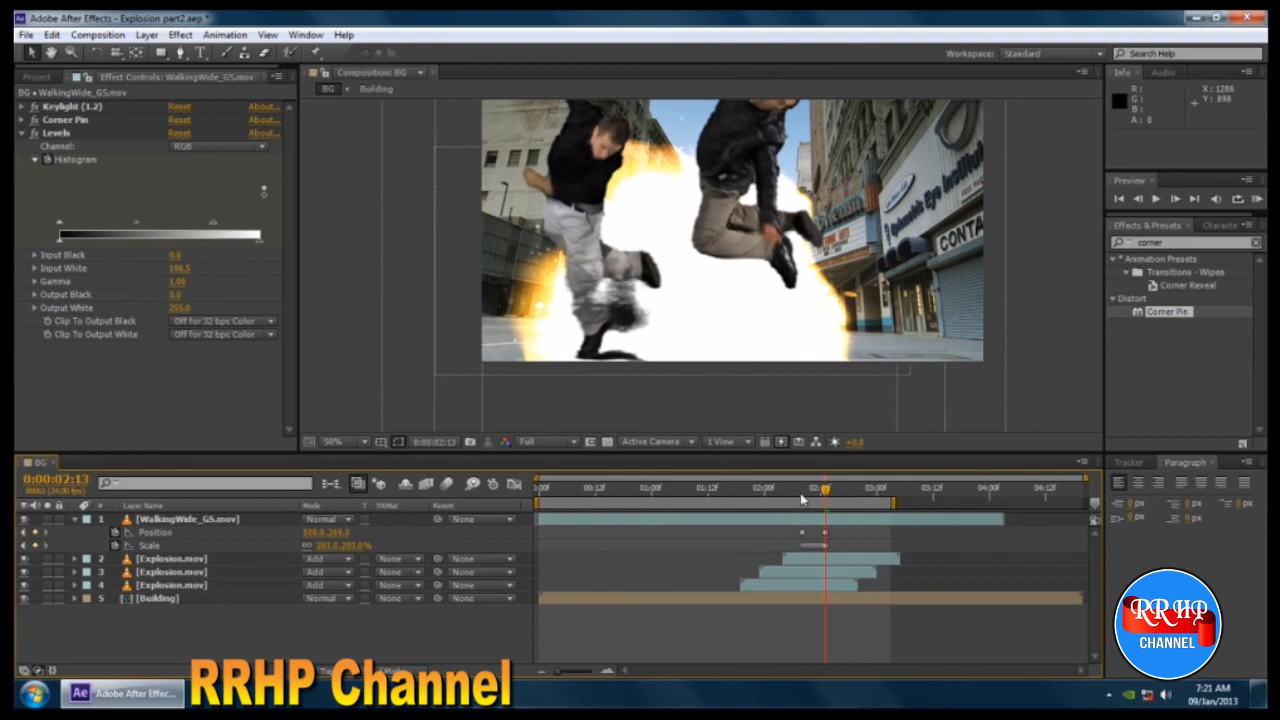 Adobe After Effects - Explosion part2.aep *
File Edit Composition Layer Effect Animation View Window Help
Workspace: Standard Search Help
Project Effect Controls: WalkingWide_GS.mov
Composition: BG
Info Audio
BG • WalkingWide_GS.mov
BG Building
R: X: 1286
G: Y: 898
B:
A: 0
Keylight (1.2) Reset About...
Corner Pin Reset About...
Levels Reset About...
Channel: RGB
Histogram
Input Black 0.0
Input White 196.5
Gamma 1.00
Output Black 0.0
Output White 255.0
Clip To Output Black Off for 32 bpc Color
Clip To Output White Off for 32 bpc Color
Optometric Eye Institute
CONTA
Preview
Effects & Presets Characte
corner
* Animation Presets
Transitions - Wipes
Corner Reveal
Distort
Corner Pin
50% 0:00:02:13 Full Active Camera 1 View +0.0
BG
Tracker Paragraph
0:00:02:13
00061 (24.00 fps)
:00f 00:12f 01:00f 01:12f 02:00f 02: 03:00f 03:12f 04:00f 04:12f
0 px 0 px 0 px
0 px 0 px
# Layer Name Mode T TrkMat Parent
1 [WalkingWide_GS.mov] Normal None
Position 508.0,269.0
Scale 203.0,203.0%
2 [Explosion.mov] Add None None
3 [Explosion.mov] Add None None
4 [Explosion.mov] Add None None
5 [Building] Normal None None
RRHP
CHANNEL
RRHP Channel
Ae Adobe After Effec...
7:21 AM
09/Jan/2013